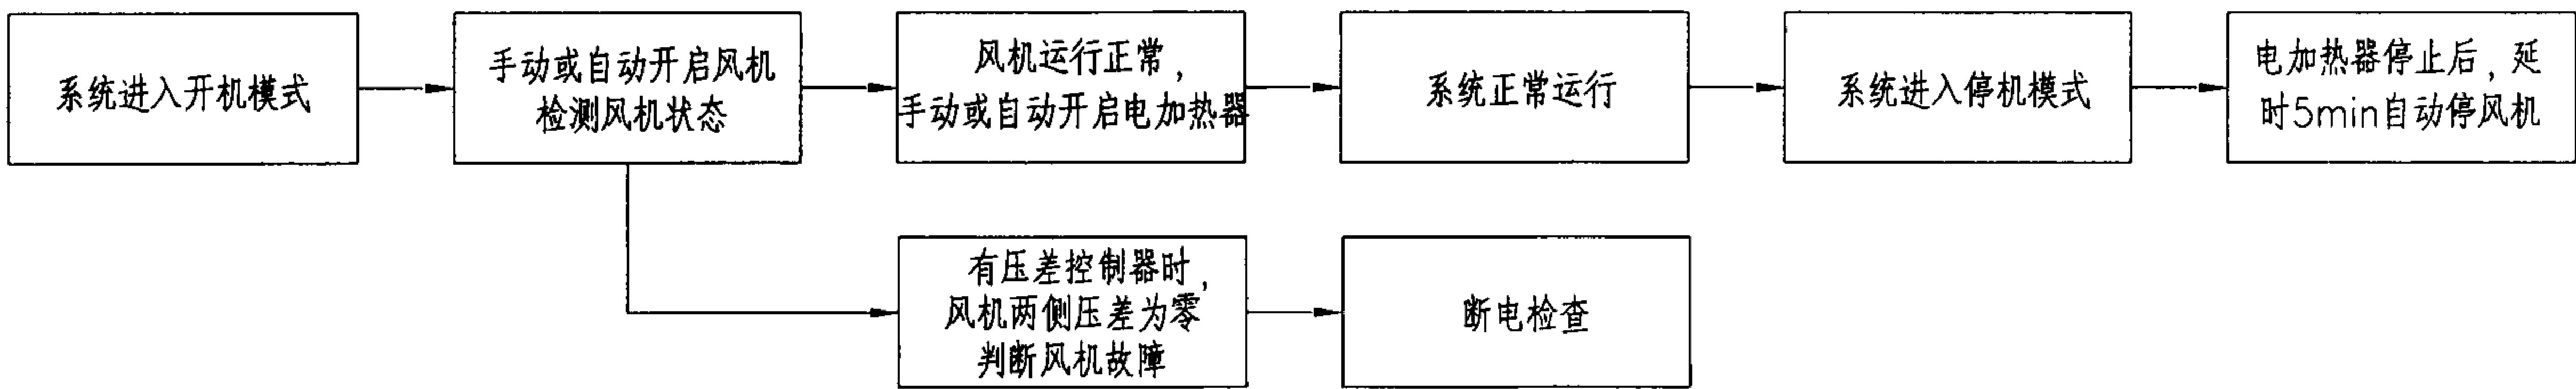 系统进入开机模式
手动或自动开启风机
检测风机状态
风机运行正常，
手动或自动开启电加热器
系统正常运行
系统进入停机模式
电加热器停止后，延
时5min自动停风机
有压差控制器时，
风机两侧压差为零
判断风机故障
断电检查